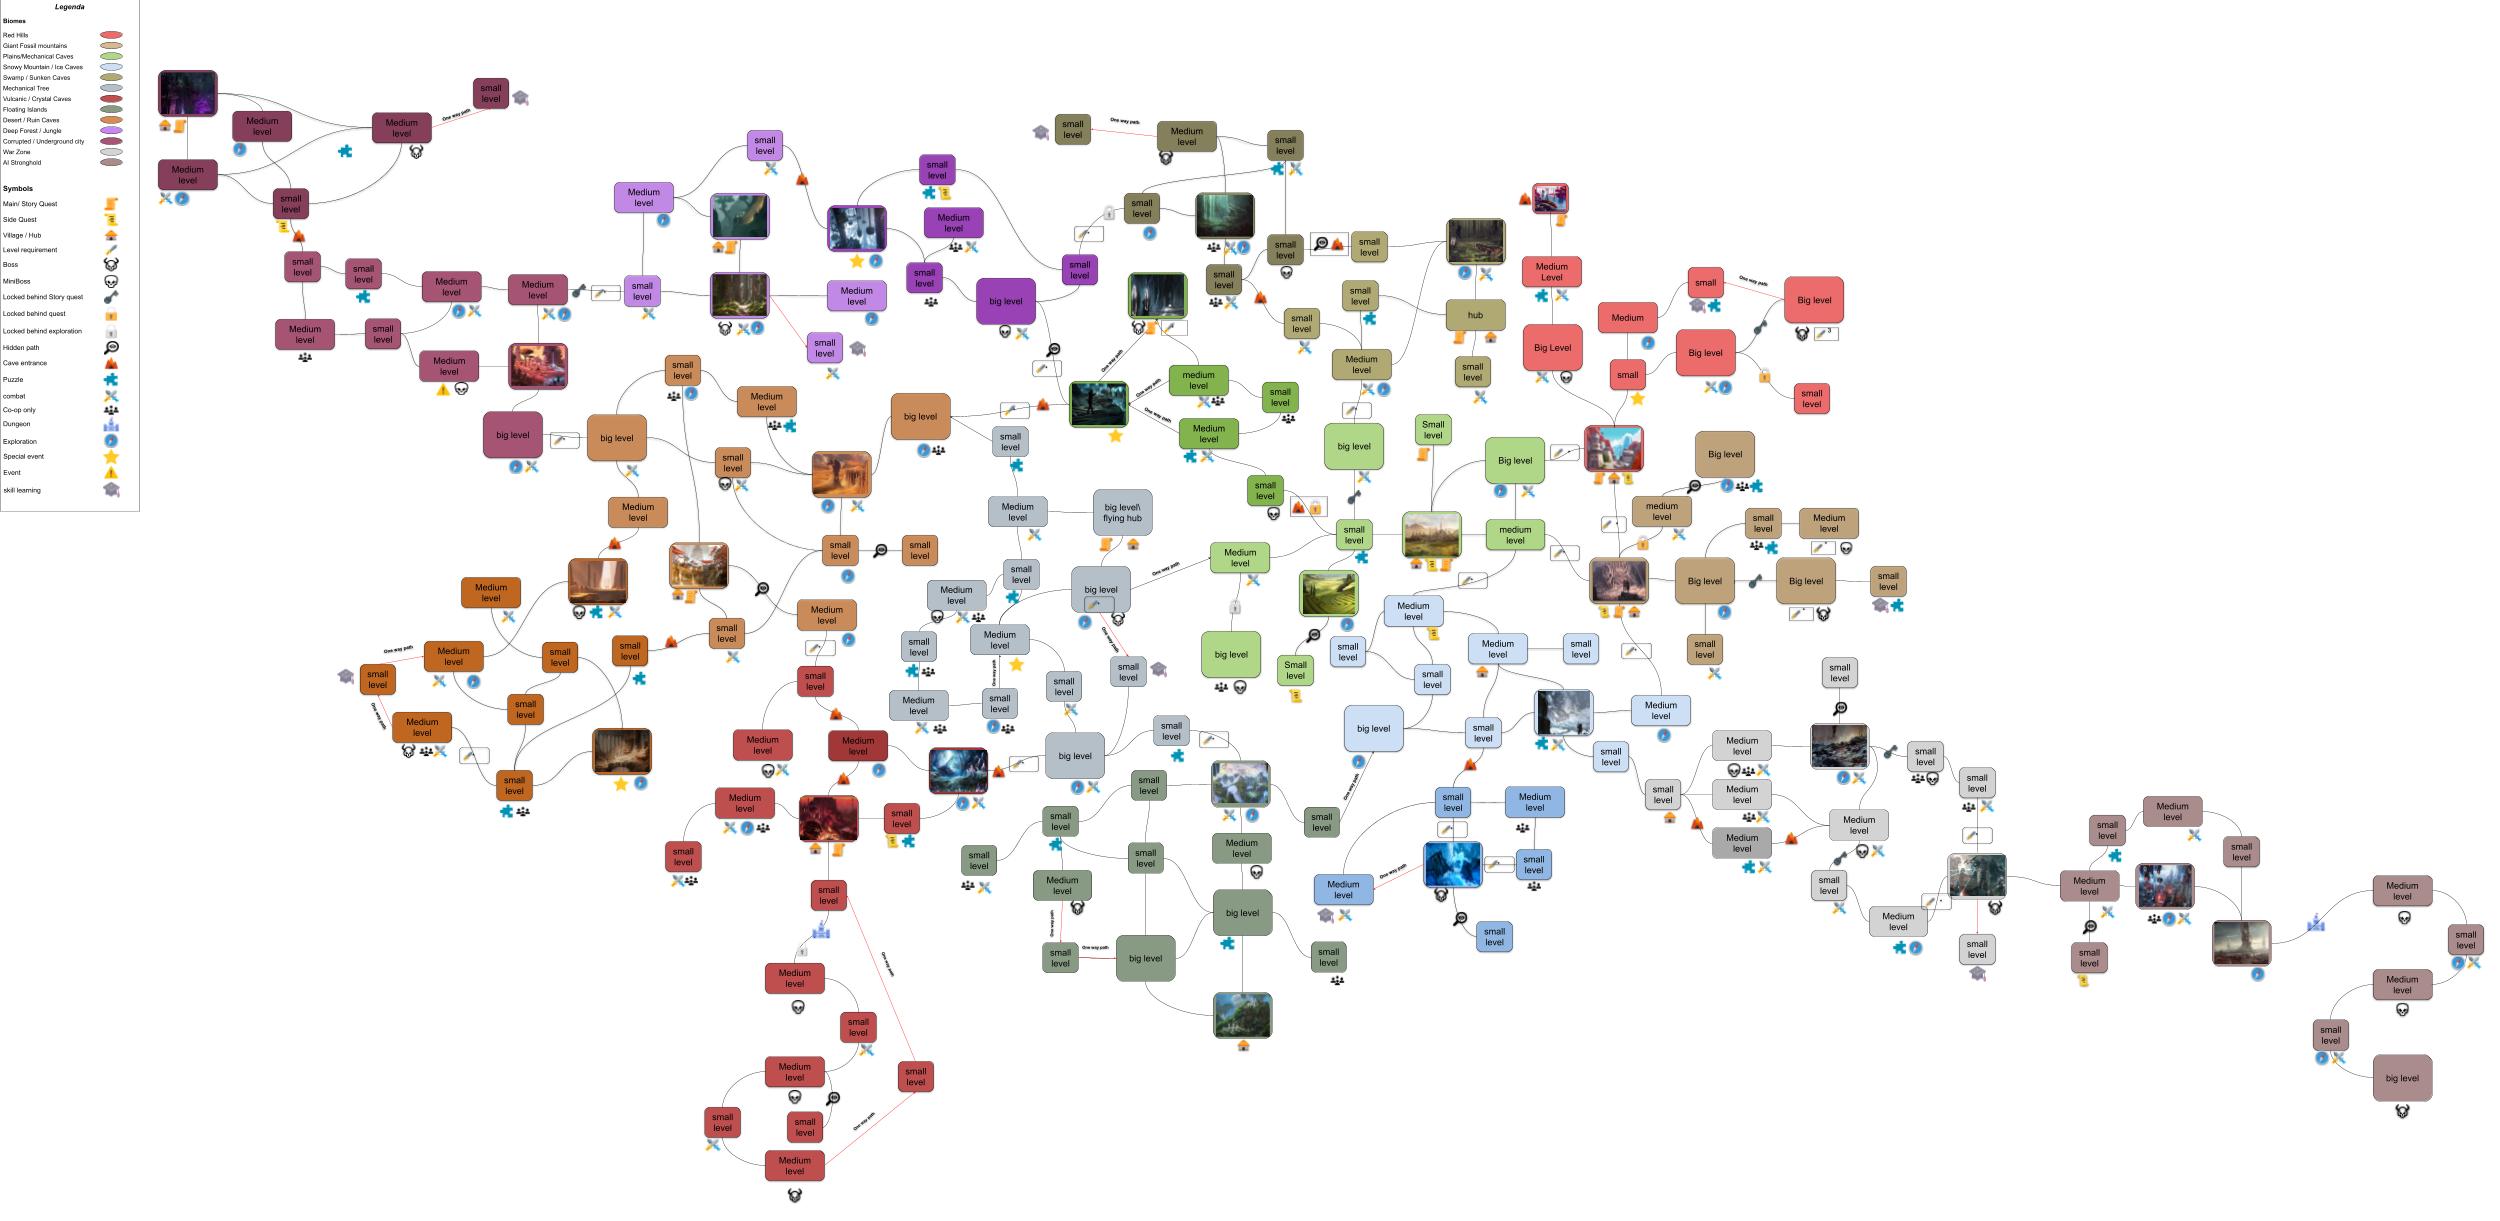 Legenda
Biomes
Red Hills
Giant Fossil mountains
Plains/Mechanical Caves
Snowy Mountain / Ice Caves
Swamp / Sunken Caves
Mechanical Tree
Vulcanic / Crystal Caves
Floating Islands
Desert / Ruin Caves
Deep Forest / Jungle
Corrupted / Underground city
War Zone
AI Stronghold
Symbols
Main/ Story Quest
Side Quest
Village / Hub
Level requirement
Boss
MiniBoss
Locked behind Story quest
Locked behind quest
Locked behind exploration
Hidden path
Cave entrance
Puzzle
combat
Co-op only
Dungeon
Exploration
Special event
Event
skill learning
small
level
One way path
Medium
level
Medium
level
Medium
level
small
level
small
level
small
level
Medium
level
Medium
level
Medium
level
small
level
Medium
level
big level
small
level
Medium
level
small
level
Medium
level
small
level
small
level
Medium
level
small
level
big level
small
level
small
level
One way path
Medium
level
small
level
small
level
small
level
small
level
small
level
small
level
small
level
hub
Medium
level
small
level
Medium
Level
Big Level
small
One way path
Big level
Medium
Big level
small
small
level
One way path
medium
level
One way path
One way path
small
level
Medium
level
small
level
big level
Small
level
Big level
small
level
medium
level
Medium
level
big level
Small
level
Big level
medium
level
small
level
Medium
level
Big level
Big level
small
level
small
level
small
level
Medium
level
big level
small
level
big level
small
level
Medium
level
small
level
small
level
Medium
level
small
level
Medium
level
Medium
level
small
level
One way path
Medium
level
small
level
small
level
One way path
Medium
level
small
level
small
level
small
level
Medium
level
big level\
flying hub
small
level
big level
One way path
Medium
level
small
level
Medium
level
One way path
One way path
Medium
level
small
level
small
level
small
level
big level
small
level
small
level
Medium
level
Medium
level
Medium
level
small
level
small
level
small
level
Medium
level
small
level
One way path
Medium
level
small
level
small
level
One way path
Medium
level
small
level
small
level
small
level
small
level
Medium
level
small
level
Medium
level
One way path
small
level
One way path
big level
big level
small
level
small
level
One way path
Medium
level
small
level
Medium
level
small
level
small
level
big level
small
level
Medium
level
small
level
small
level
Medium
level
small
level
Medium
level
One way path
small
level
small
level
small
level
small
level
Medium
level
Medium
level
Medium
level
Medium
level
small
level
small
level
small
level
Medium
level
small
level
Medium
level
small
level
small
level
Medium
level
small
level
Medium
level
small
level
Medium
level
small
level
big level